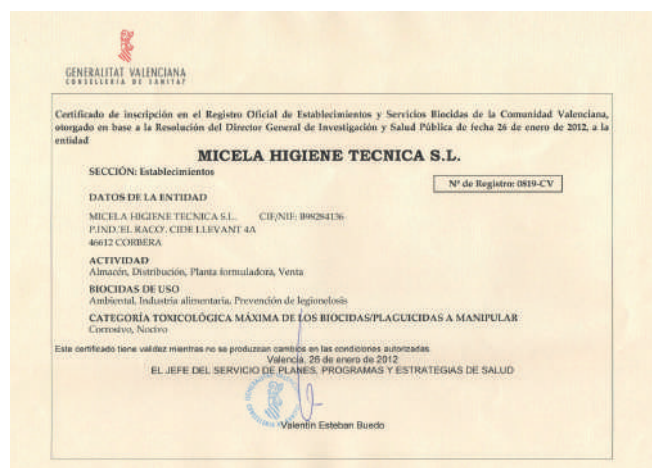 GENERALITAT VALENCIANA
CONSELLERIA DE SANITAT
Certificado de inscripción en el Registro Oficial de Establecimientos y Servicios Biocidas de la Comunidad Valenciana,
otorgado en base a la Resolución del Director General de Investigación y Salud Pública de fecha 26 de enero de 2012, a la
entidad
MICELA HIGIENE TECNICA S.L.
SECCIÓN: Establecimientos
Nº de Registro: 0819-CV
DATOS DE LA ENTIDAD
MICELA HIGIENE TECNICA S.L. CIF/NIF: B98284136
P.IND.'EL RACO'. CIDE LLEVANT 4A
46612 CORBERA
ACTIVIDAD
Almacén, Distribución, Planta formuladora, Venta
BIOCIDAS DE USO
Ambiental, Industria alimentaria, Prevención de legionelosis
CATEGORÍA TOXICOLÓGICA MÁXIMA DE LOS BIOCIDAS/PLAGUICIDAS A MANIPULAR
Corrosivo, Nocivo
Este certificado tiene validez mientras no se produzcan cambios en las condiciones autorizadas.
Valencia, 26 de enero de 2012
EL JEFE DEL SERVICIO DE PLANES, PROGRAMAS Y ESTRATEGIAS DE SALUD
Valentín Esteban Buedo